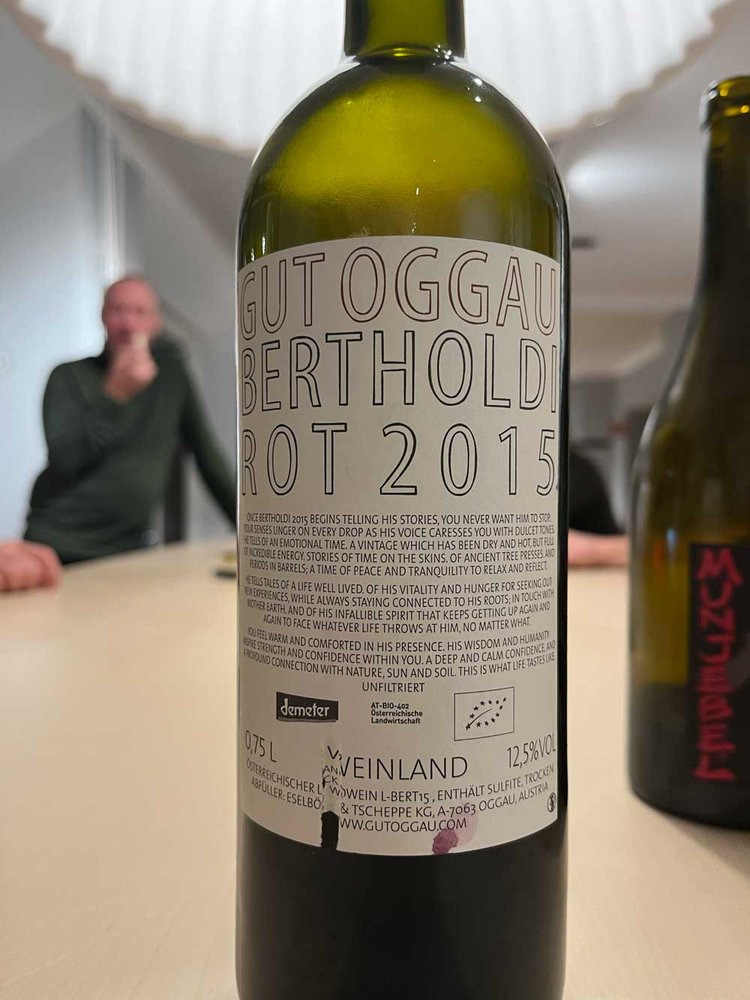 GUT OGGAU
BERTHOLDI
ROT 2015.
ONCE BERTHOLDI 2015 BEGINS TELLING HIS STORIES, YOU NEVER WANT HIM TO STOP.
YOUR SENSES LINGER ON EVERY DROP AS HIS VOICE CARESSES YOU WITH DULCET TONES.
HE TELLS OF AN EMOTIONAL TIME. A VINTAGE WHICH HAS BEEN DRY AND HOT, BUT FULL
OF INCREDIBLE ENERGY. STORIES OF TIME ON THE SKINS. OF ANCIENT TREE PRESSES AND
PERIODS IN BARRELS; A TIME OF PEACE AND TRANQUILITY TO RELAX AND REFLECT.
HE TELLS TALES OF A LIFE WELL LIVED. OF HIS VITALITY AND HUNGER FOR SEEKING OUT
NEW EXPERIENCES, WHILE ALWAYS STAYING CONNECTED TO HIS ROOTS, IN TOUCH WITH
MOTHER EARTH. AND OF HIS INFALLIBLE SPIRIT THAT KEEPS GETTING UP AGAIN AND
AGAIN TO FACE WHATEVER LIFE THROWS AT HIM, NO MATTER WHAT.
YOU FEEL WARM AND COMFORTED IN HIS PRESENCE. HIS WISDOM AND HUMANITY
INSPIRE STRENGTH AND CONFIDENCE WITHIN YOU. A DEEP AND CALM CONFIDENCE, AND
A PROFOUND CONNECTION WITH NATURE, SUN AND SOIL. THIS IS WHAT LIFE TASTES LIKE.
UNFILTRIERT
demeter
AT-BIO-402
Österreichische
Landwirtschaft
0,75 L
WEINLAND
12,5%VOL
ÖSTERREICHISCHER L-BERT15, ENTHÄLT SULFITE, TROCKEN
ABFÜLLER: & TSCHEPPE KG, A-7063 OGGAU, AUSTRIA
WWW.GUTOGGAU.COM
MUNJEBEL